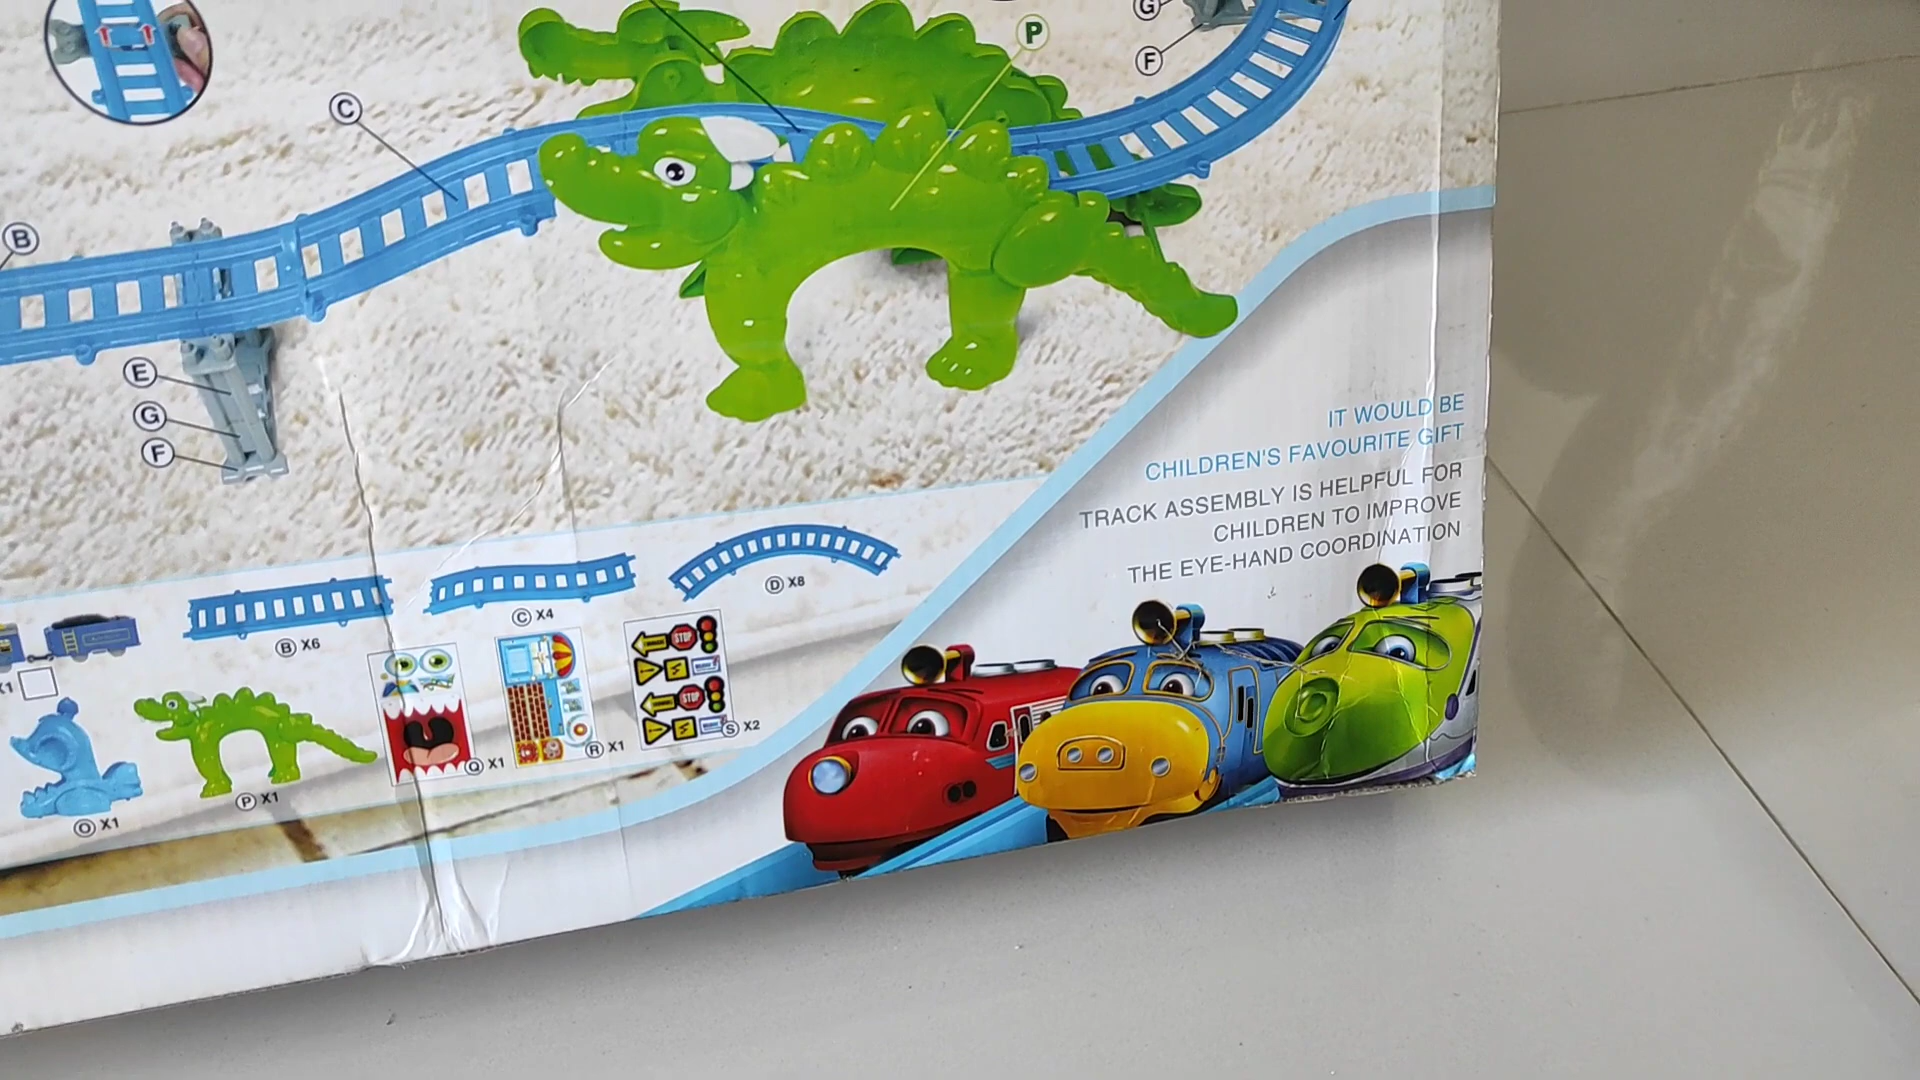 G
P
F
C
B
E
G
F
IT WOULD BE
CHILDREN'S FAVOURITE GIFT
TRACK ASSEMBLY IS HELPFUL FOR
CHILDREN TO IMPROVE
THE EYE-HAND COORDINATION
D X8
C X4
B X6
X1
STOP
STOP
S X2
R X1
Q X1
P X1
O X1